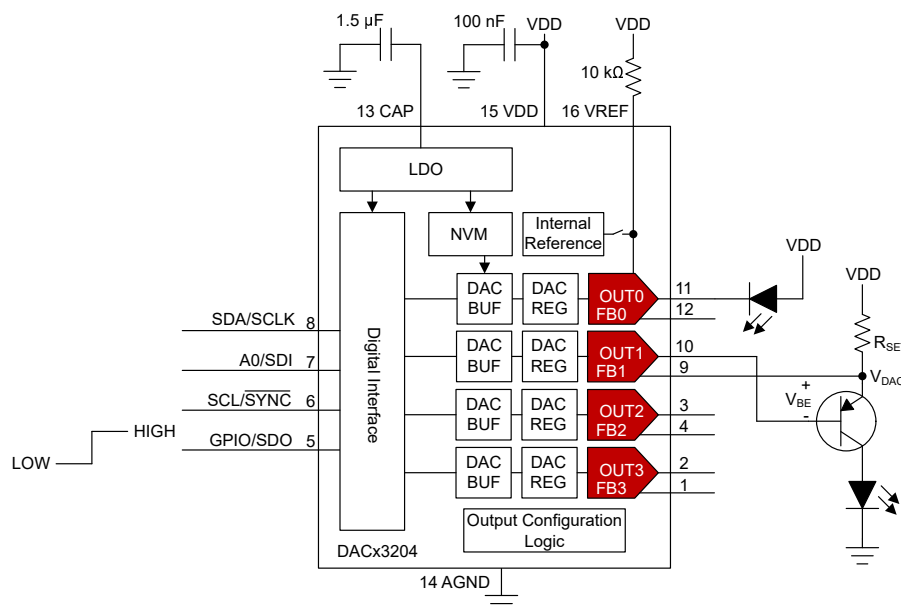 1.5 µF
100 nF
VDD
VDD
10 kΩ
13 CAP
15 VDD
16 VREF
LDO
NVM
Internal
Reference
VDD
VDD
DAC
BUF
DAC
REG
OUT0
FB0
11
12
SDA/SCLK
8
Digital Interface
DAC
BUF
DAC
REG
OUT1
FB1
10
9
RSE
VDAC
A0/SDI
7
+
VBE
-
SCL/SYNC
6
DAC
BUF
DAC
REG
OUT2
FB2
3
4
HIGH
LOW
GPIO/SDO
5
DAC
BUF
DAC
REG
OUT3
FB3
2
1
Output Configuration
Logic
DACx3204
14 AGND